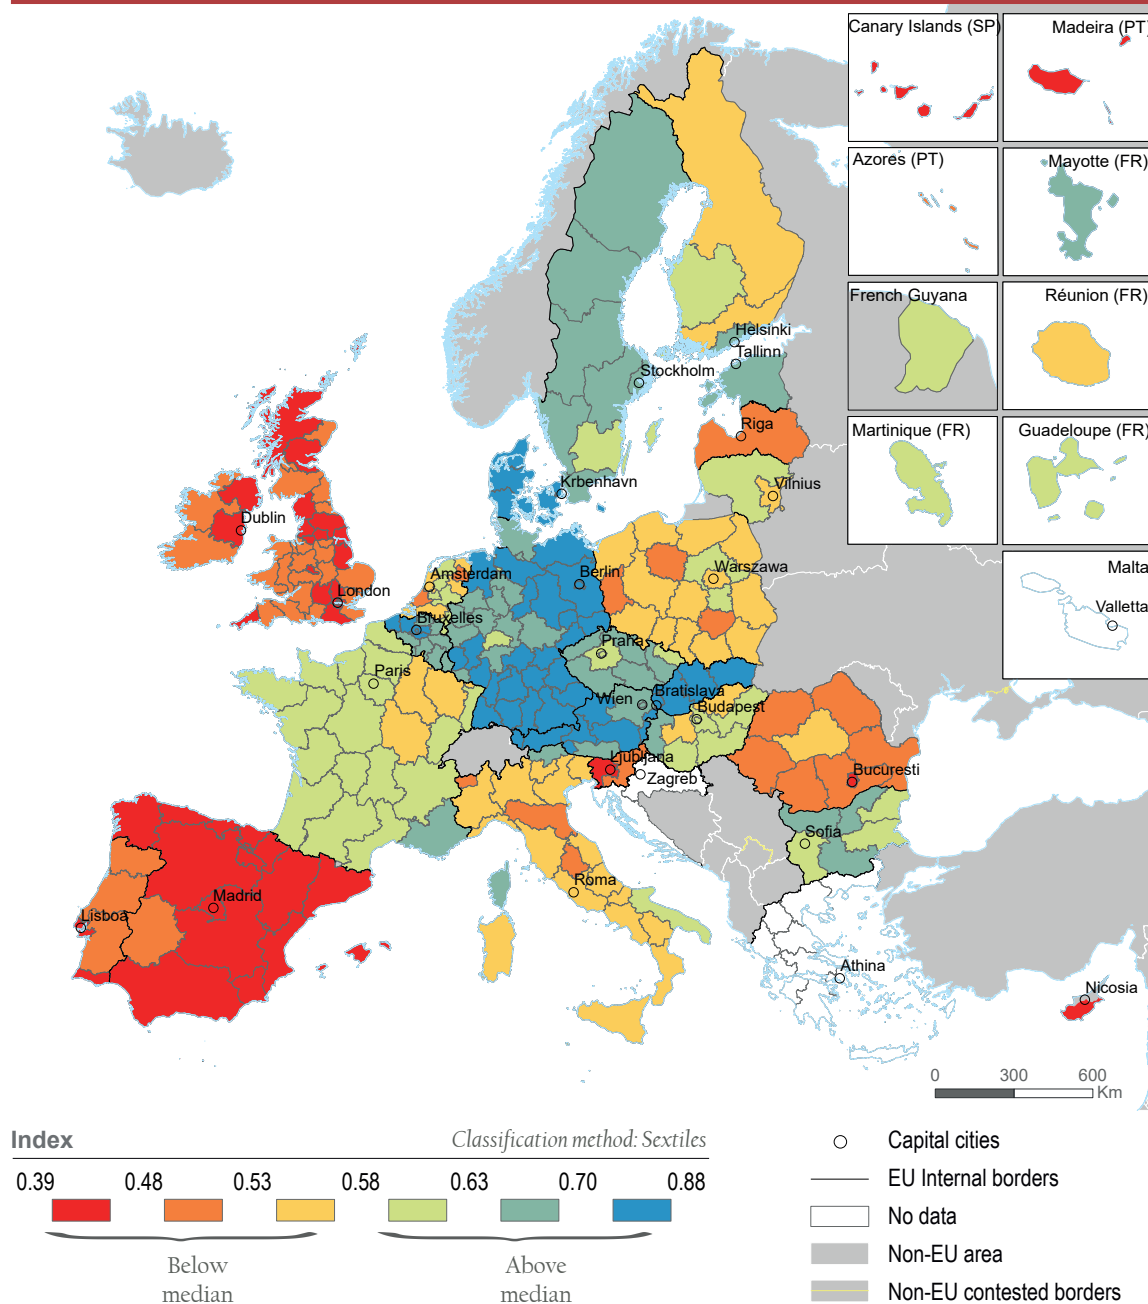 Canary Islands (SP)
Madeira (PT)
Azores (PT)
Mayotte (FR)
French Guyana
Réunion (FR)
Martinique (FR)
Guadeloupe (FR)
Malta
Valletta
Helsinki
Tallinn
Stockholm
Riga
Krbenhavn
Vilnius
Dublin
Amsterdam
Berlin
Warszawa
London
Bruxelles
Praha
Paris
Wien
Bratislava
Budapest
Ljubljana
Zagreb
Bucuresti
Sofia
Roma
Madrid
Lisboa
Athina
Nicosia
0 300 600
Km
Index
Classification method: Sextiles
0.39 0.48 0.53 0.58 0.63 0.70 0.88
Below
median
Above
median
Capital cities
EU Internal borders
No data
Non-EU area
Non-EU contested borders